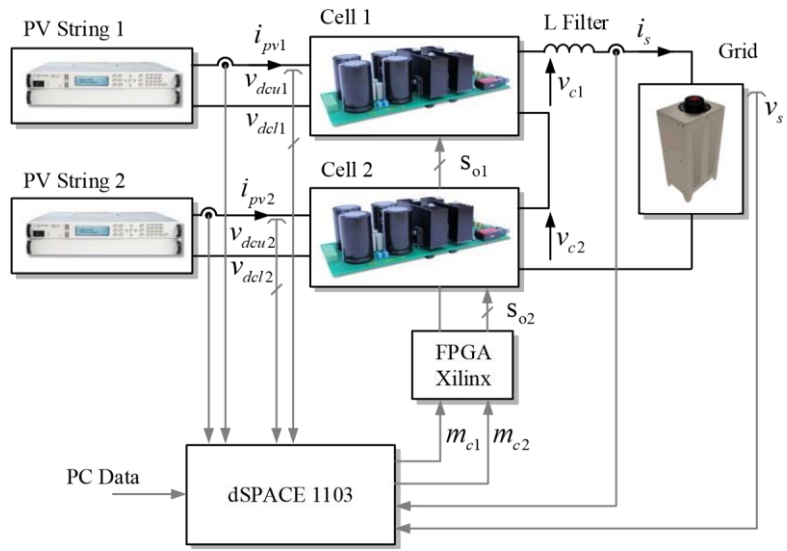 PV String 1
i_pv1
v_dcu1
v_dcl1
Cell 1
L Filter
i_s
Grid
v_c1
v_s
s_o1
PV String 2
i_pv2
v_dcu2
v_dcl2
Cell 2
v_c2
s_o2
FPGA
Xilinx
m_c1
m_c2
PC Data
dSPACE 1103